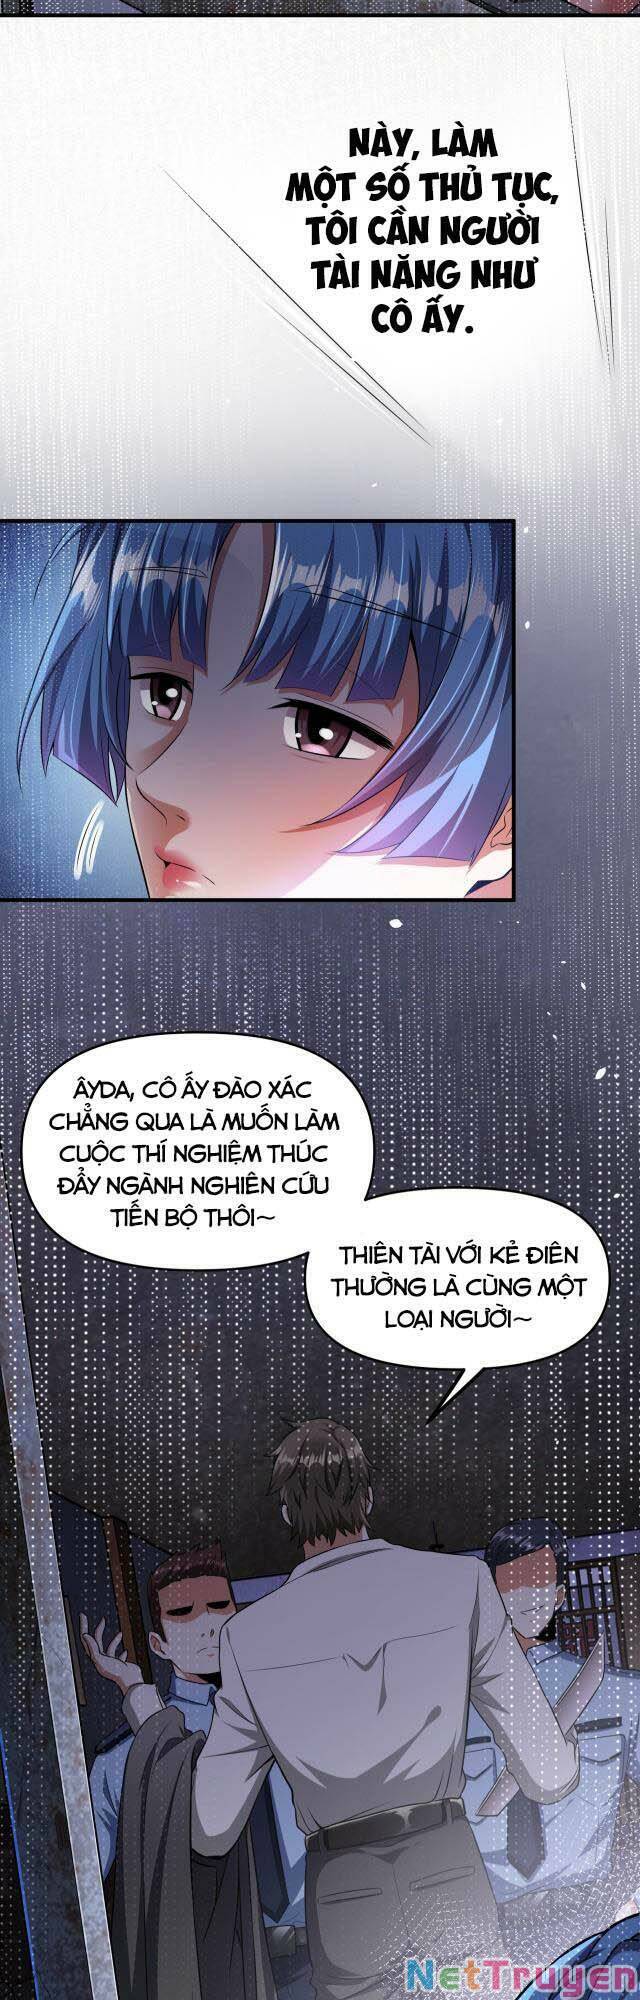 NÀY, LÀM
MỘT SỐ THỦ TỤC,
TÔI CẦN NGƯỜI
TÀI NĂNG NHƯ
CÔ ẤY.
ÂYDA, CÔ ẤY ĐÀO XÁC
CHẲNG QUA LÀ MUỐN LÀM
CUỘC THÍ NGHIỆM THÚC
ĐẨY NGÀNH NGHIÊN CỨU
TIẾN BỘ THÔI~
THIÊN TÀI VỚI KẺ ĐIÊN
THƯỜNG LÀ CÙNG MỘT
LOẠI NGƯỜI~
NETTRUYEN